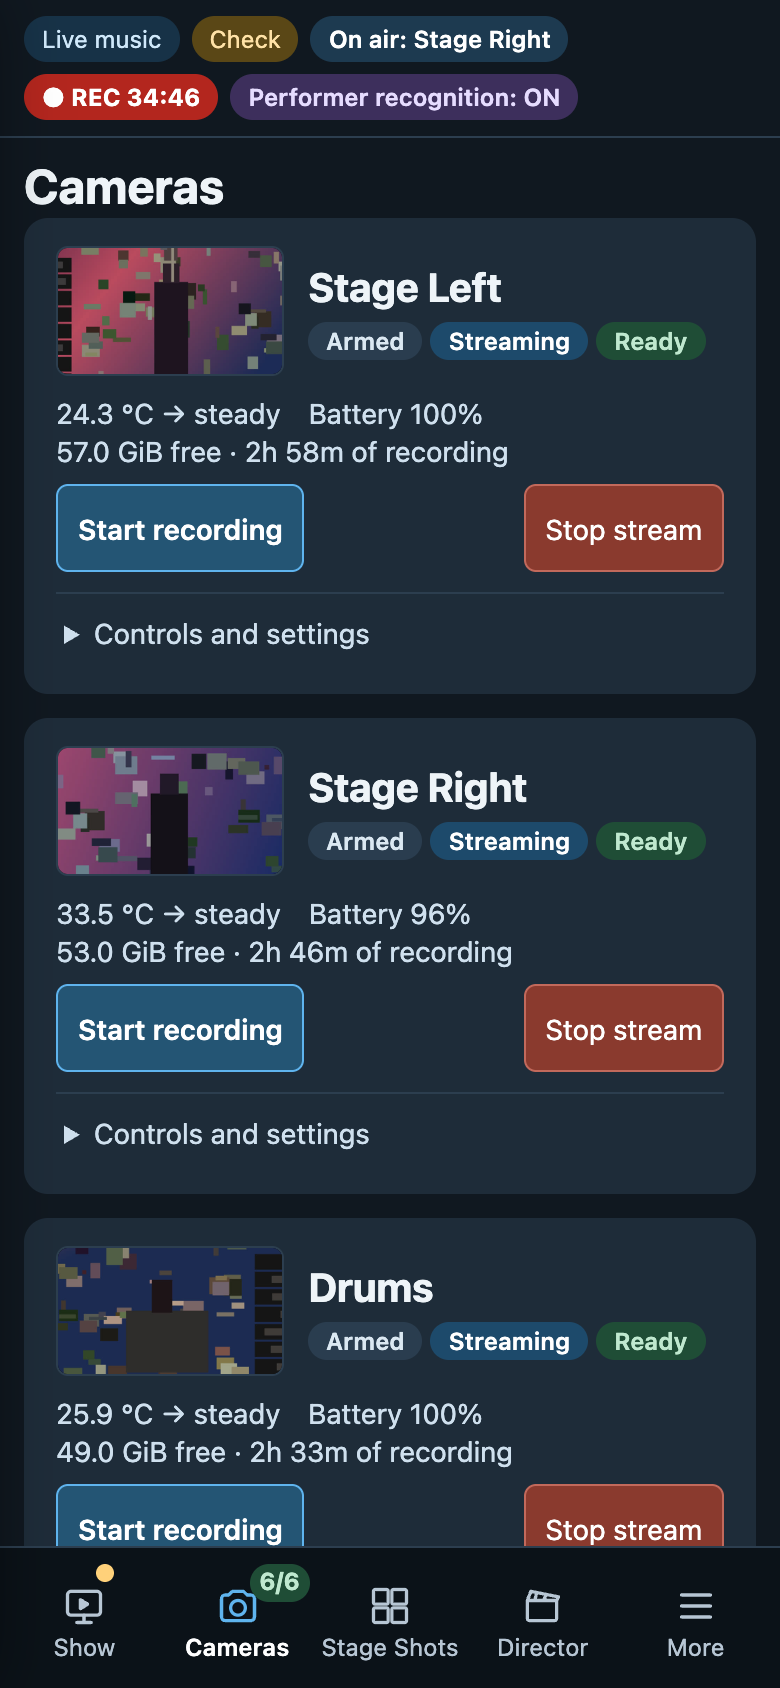 Live music Check On air: Stage Right
REC 34:46 Performer recognition: ON
Cameras
Stage Left
Armed Streaming Ready
24.3 °C → steady Battery 100%
57.0 GiB free · 2h 58m of recording
Start recording Stop stream
▶ Controls and settings
Stage Right
Armed Streaming Ready
33.5 °C → steady Battery 96%
53.0 GiB free · 2h 46m of recording
Start recording Stop stream
▶ Controls and settings
Drums
Armed Streaming Ready
25.9 °C → steady Battery 100%
49.0 GiB free · 2h 33m of recording
Start recording Stop stream
6/6
Show Cameras Stage Shots Director More